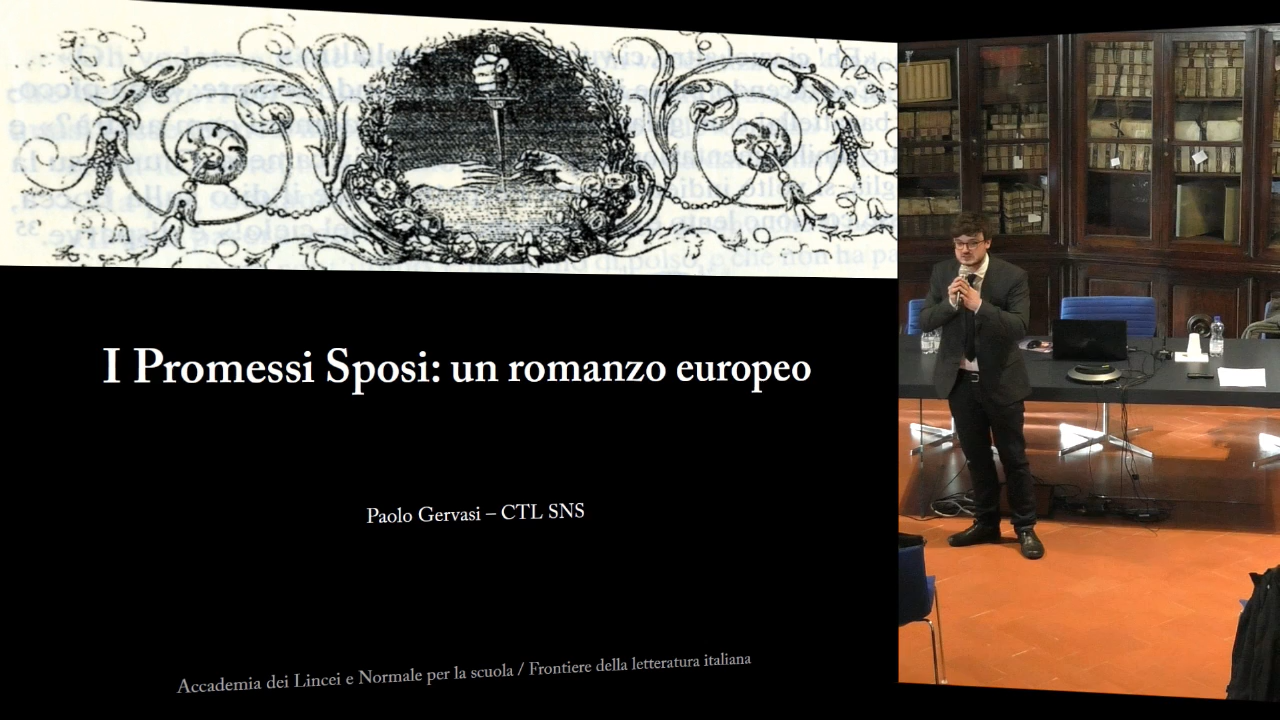 I Promessi Sposi: un romanzo europeo
Paolo Gervasi – CTL SNS
Accademia dei Lincei e Normale per la scuola / Frontiere della letteratura italiana